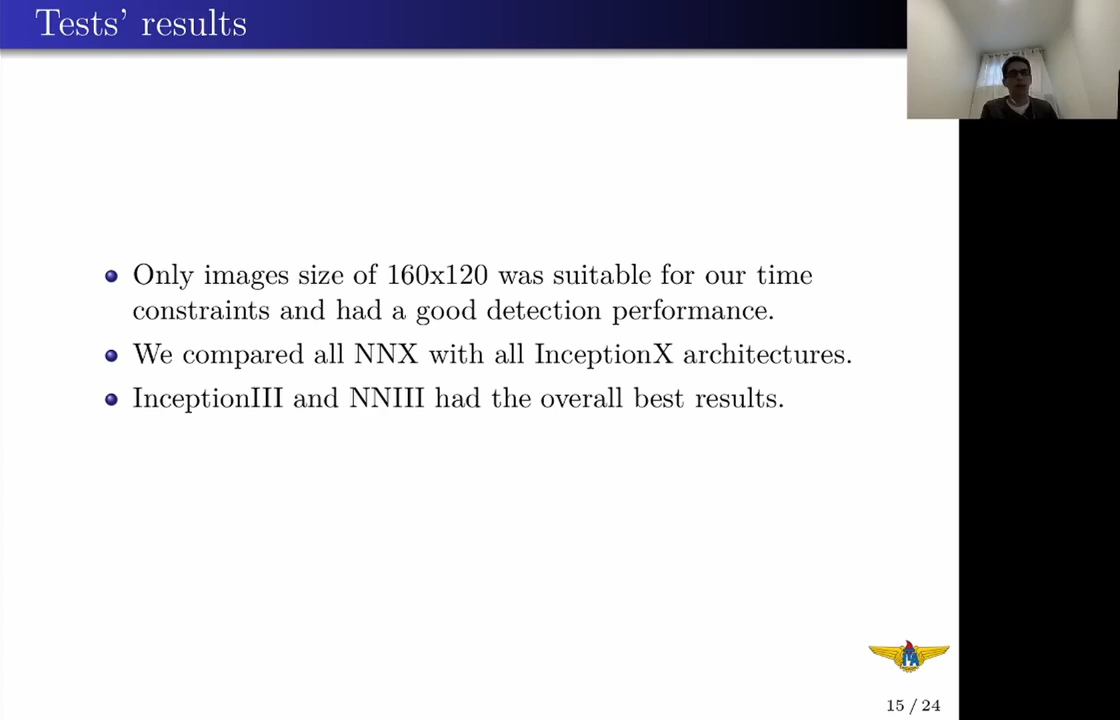 Tests' results
Only images size of 160x120 was suitable for our time
constraints and had a good detection performance.
We compared all NNX with all InceptionX architectures.
InceptionIII and NNIII had the overall best results.
ITA
15 / 24